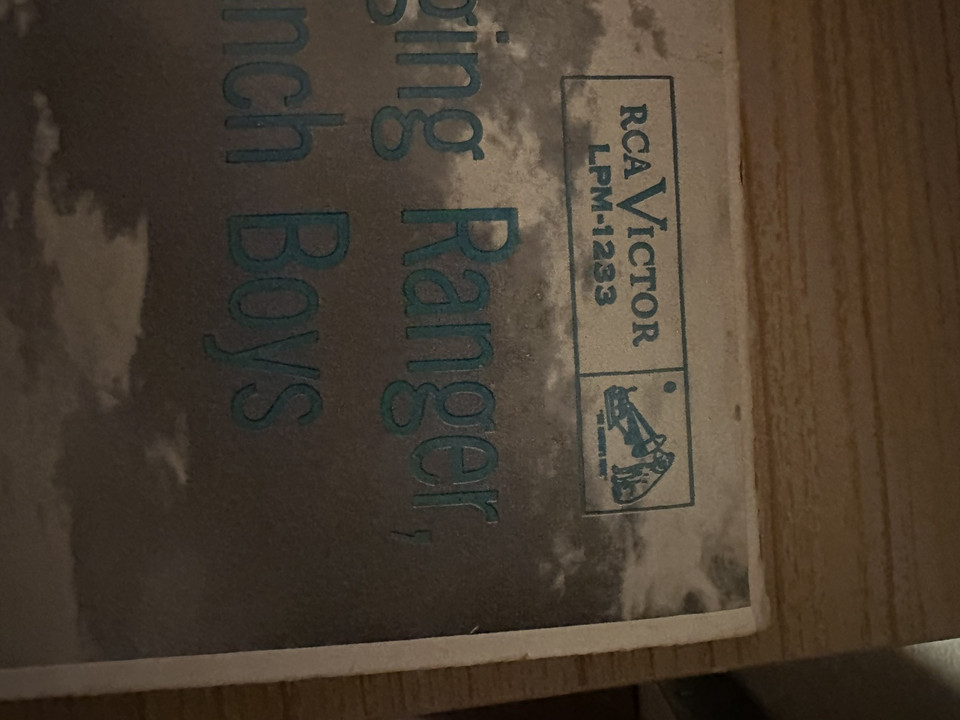 RCA VICTOR
LPM-1233
ging Ranger,
nch Boys